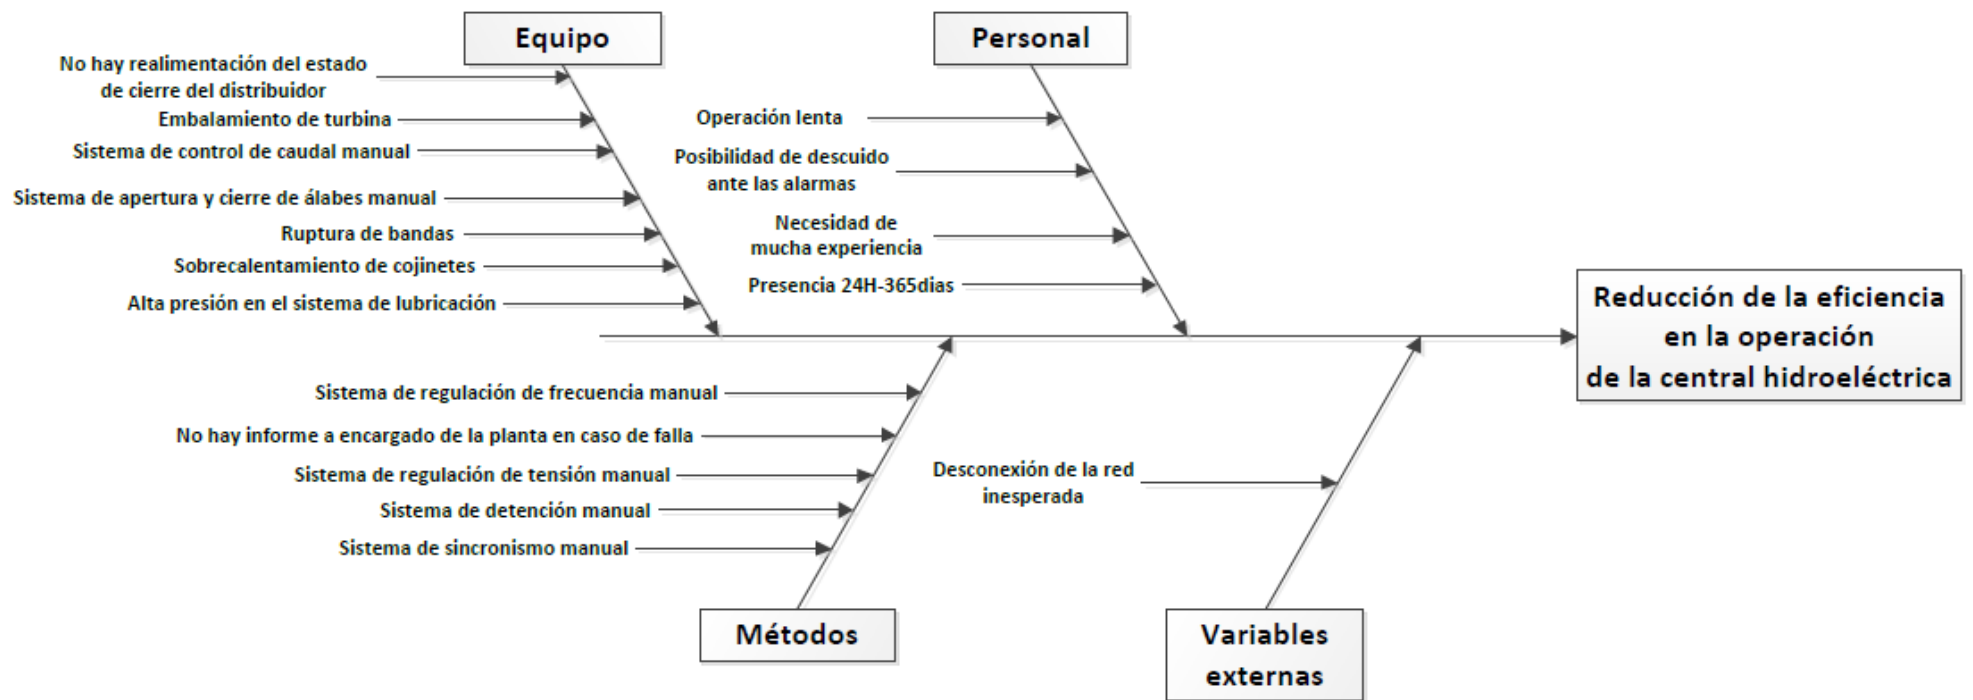 Equipo
No hay realimentación del estado
de cierre del distribuidor
Embalamiento de turbina
Sistema de control de caudal manual
Sistema de apertura y cierre de álabes manual
Ruptura de bandas
Sobrecalentamiento de cojinetes
Alta presión en el sistema de lubricación
Personal
Operación lenta
Posibilidad de descuido
ante las alarmas
Necesidad de
mucha experiencia
Presencia 24H-365dias
Reducción de la eficiencia
en la operación
de la central hidroeléctrica
Sistema de regulación de frecuencia manual
No hay informe a encargado de la planta en caso de falla
Sistema de regulación de tensión manual
Sistema de detención manual
Sistema de sincronismo manual
Métodos
Desconexión de la red
inesperada
Variables
externas